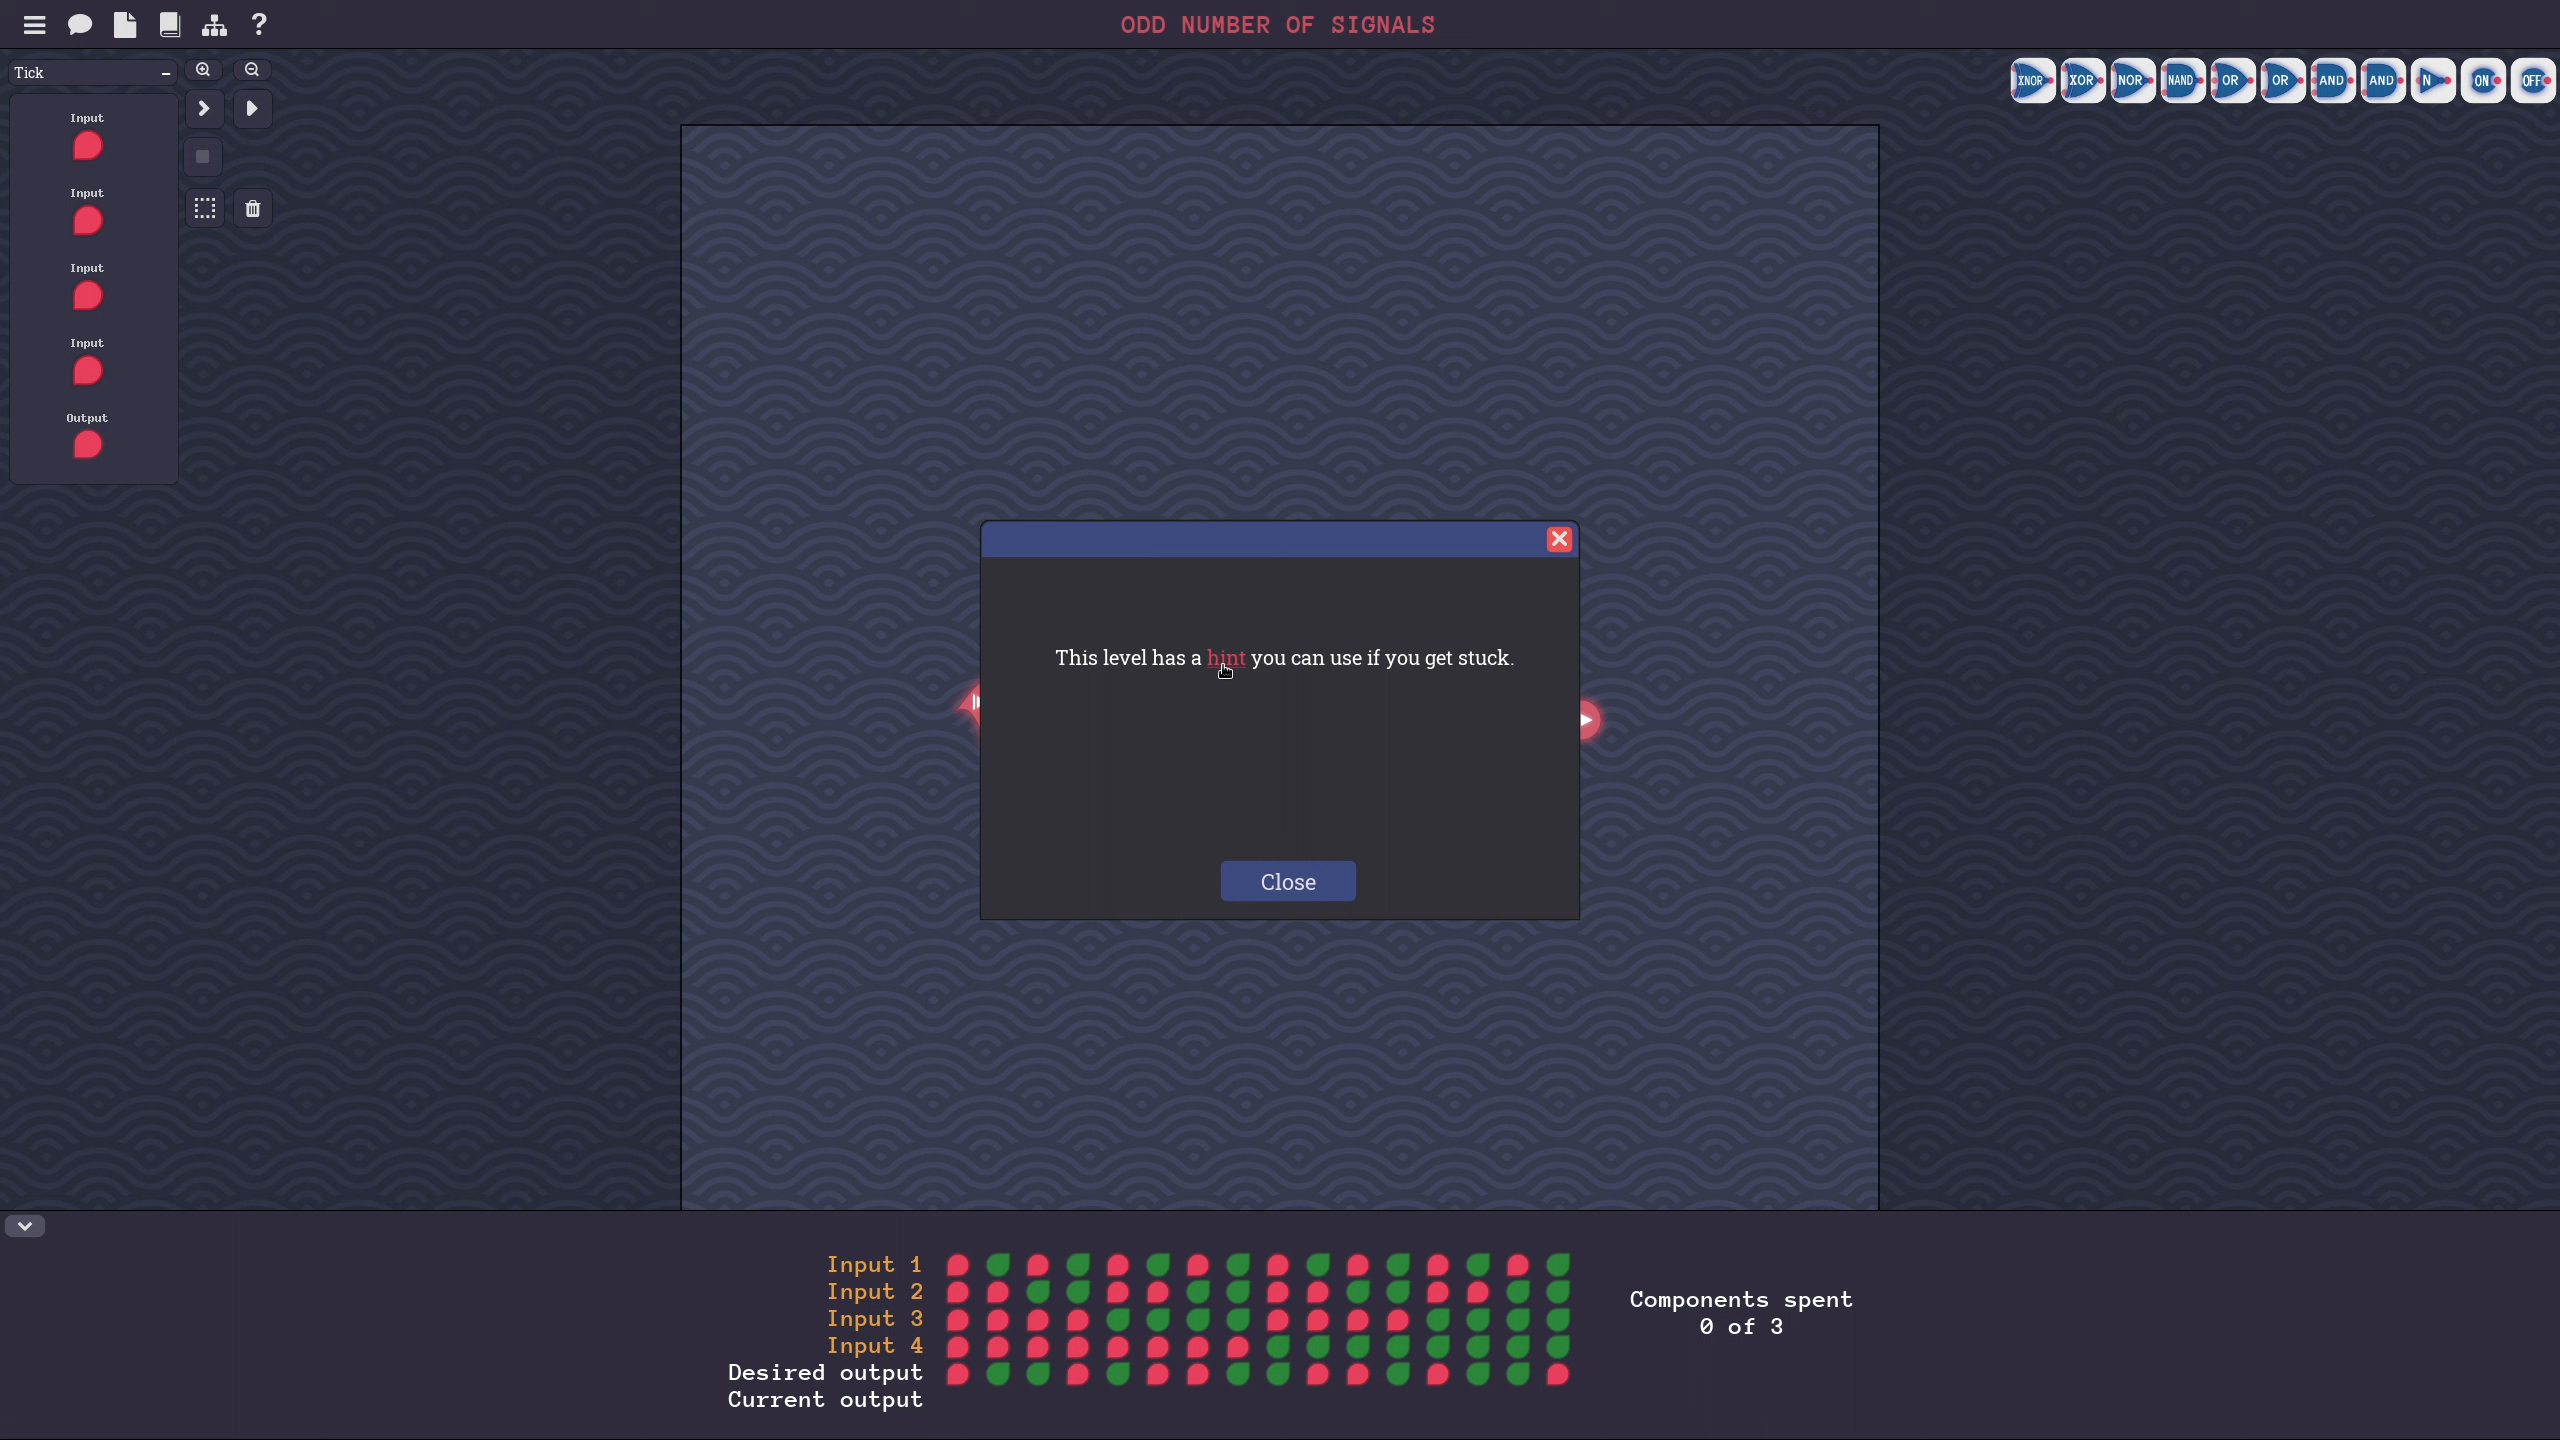 ODD NUMBER OF SIGNALS
Tick
XNOR XOR NOR NAND OR OR AND AND N ON OFF
Input
Input
Input
Input
Output
This level has a hint you can use if you get stuck.
Close
Input 1
Input 2
Input 3
Input 4
Desired output
Current output
Components spent
0 of 3